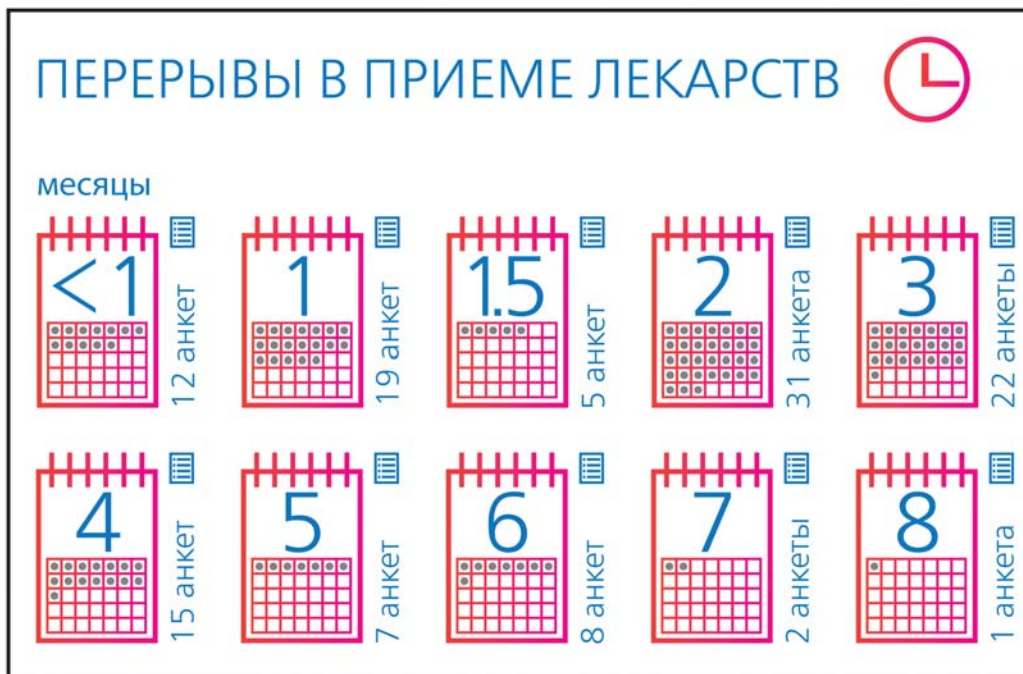 ПЕРЕРЫВЫ В ПРИЕМЕ ЛЕКАРСТВ
месяцы
<1
12 анкет
1
19 анкет
1.5
5 анкет
2
31 анкета
3
22 анкеты
4
15 анкет
5
7 анкет
6
8 анкет
7
2 анкеты
8
1 анкета